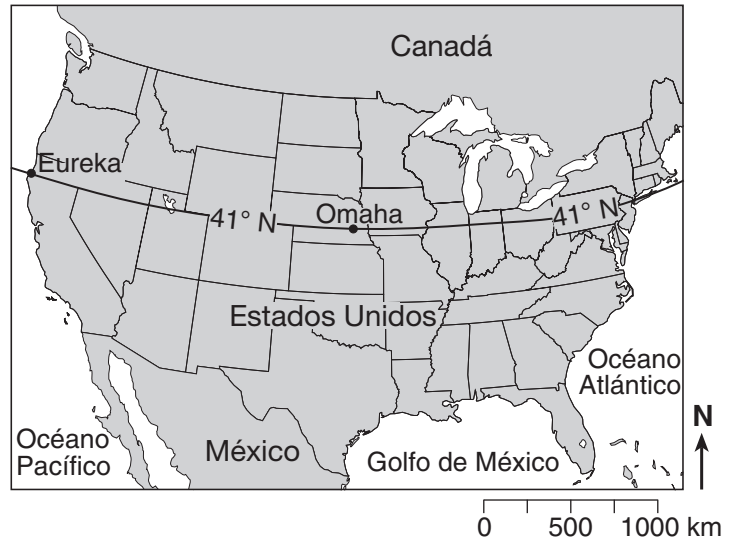 Canadá
Eureka
41° N
Omaha
41° N
Estados Unidos
Océano
Atlántico
Océano
Pacífico
México
Golfo de México
N
0 500 1000 km